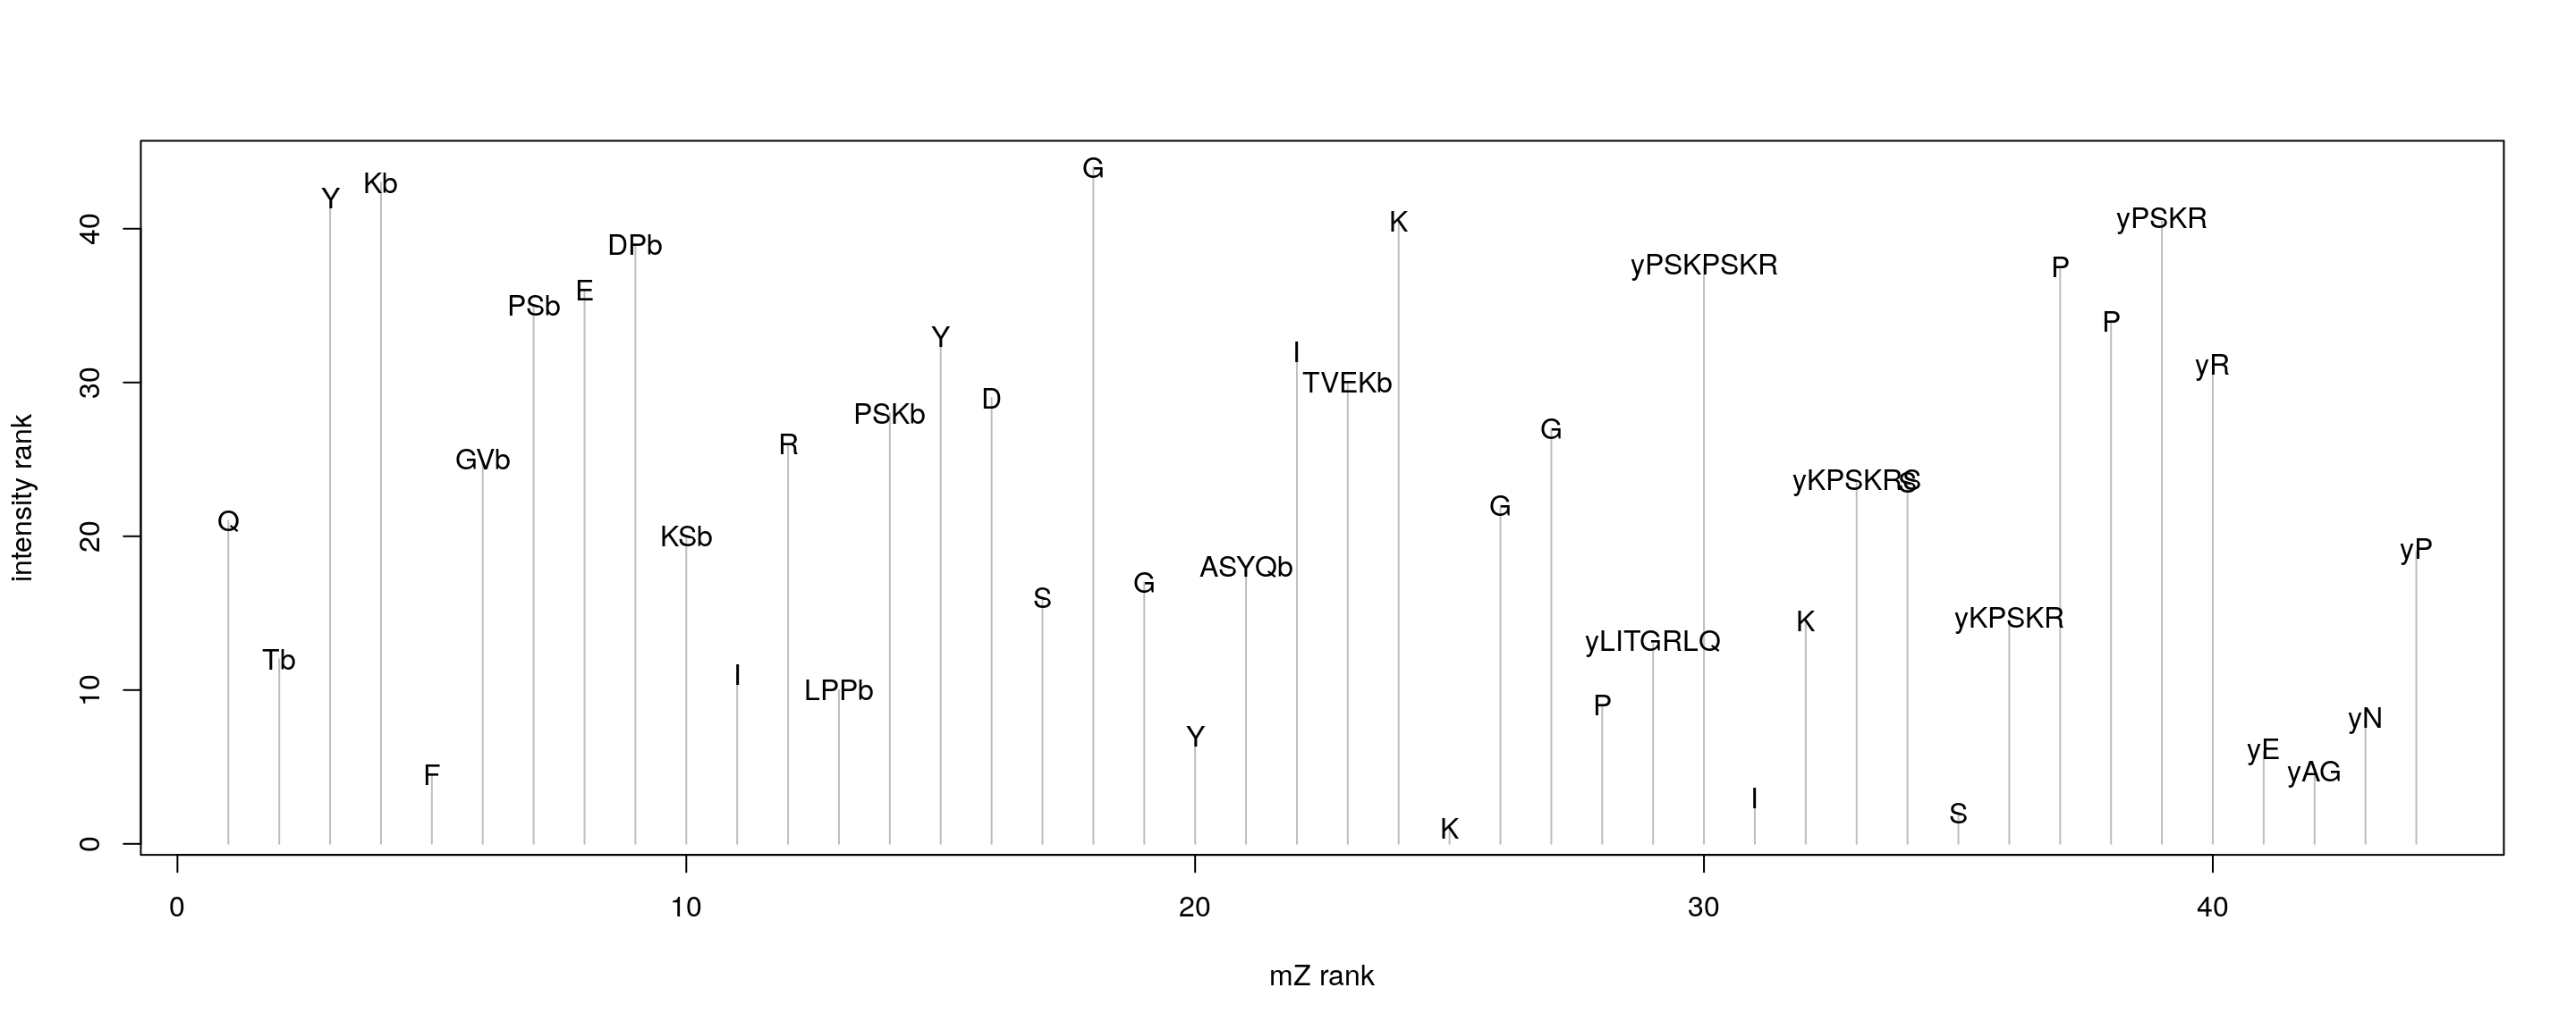 G
Kb
Y
yPSKR
K
DPb
yPSKPSKR
P
E
PSb
P
Y
I
yR
TVEKb
D
PSKb
G
R
GVb
yKPSKRS
S
G
Q
KSb
yP
ASYQb
G
S
yKPSKR
K
yLITGRLQ
Tb
I
LPPb
P
yN
Y
yE
F
yAG
I
S
K
0
10
20
30
40
intensity rank
0 10 20 30 40
mZ rank